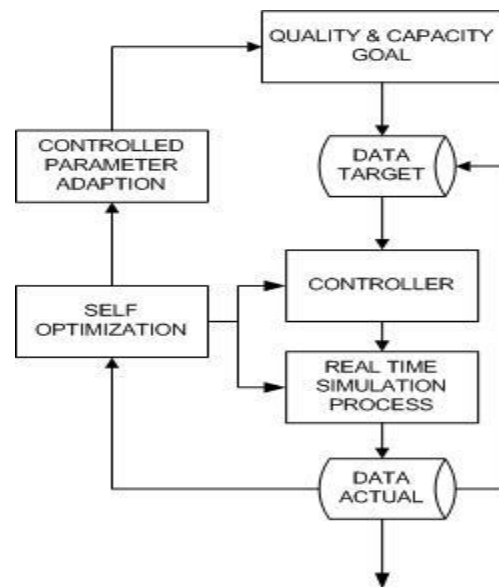 QUALITY & CAPACITY
GOAL
CONTROLLED
PARAMETER
ADAPTION
DATA
TARGET
CONTROLLER
SELF
OPTIMIZATION
REAL TIME
SIMULATION
PROCESS
DATA
ACTUAL